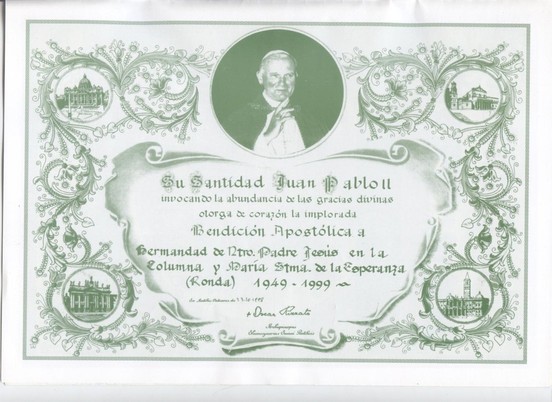 Su Santidad Juan Pablo II
invocando la abundancia de las gracias divinas
otorga de corazón la implorada
Bendición Apostólica a
Hermandad de Ntro. Padre Jesús en la
Columna y María Stma. de la Esperanza
(Ronda) 1949 - 1999